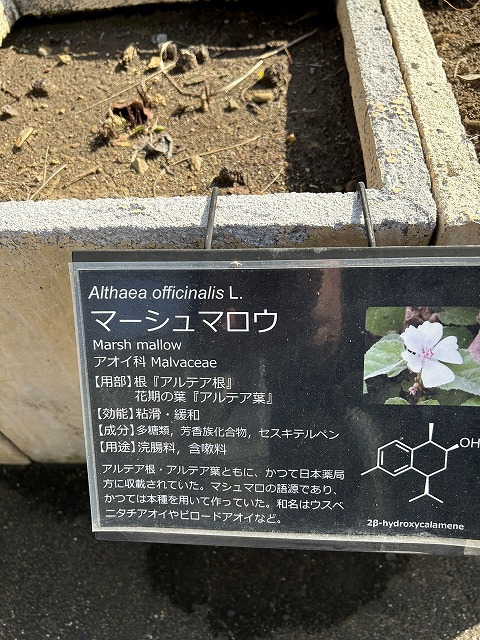 Althaea officinalis L.
マーシュマロウ
Marsh mallow
アオイ科 Malvaceae
【用部】根『アルテア根』
花期の葉『アルテア葉』
【効能】粘滑・緩和
【成分】多糖類，芳香族化合物，セスキテルペン
【用途】浣腸料，含嗽料
アルテア根・アルテア葉ともに、かつて日本薬局
方に収載されていた。マシュマロの語源であり、
かつては本種を用いて作っていた。和名はウスベ
ニタチアオイやビロードアオイなど。
OH
2β-hydroxycalamene